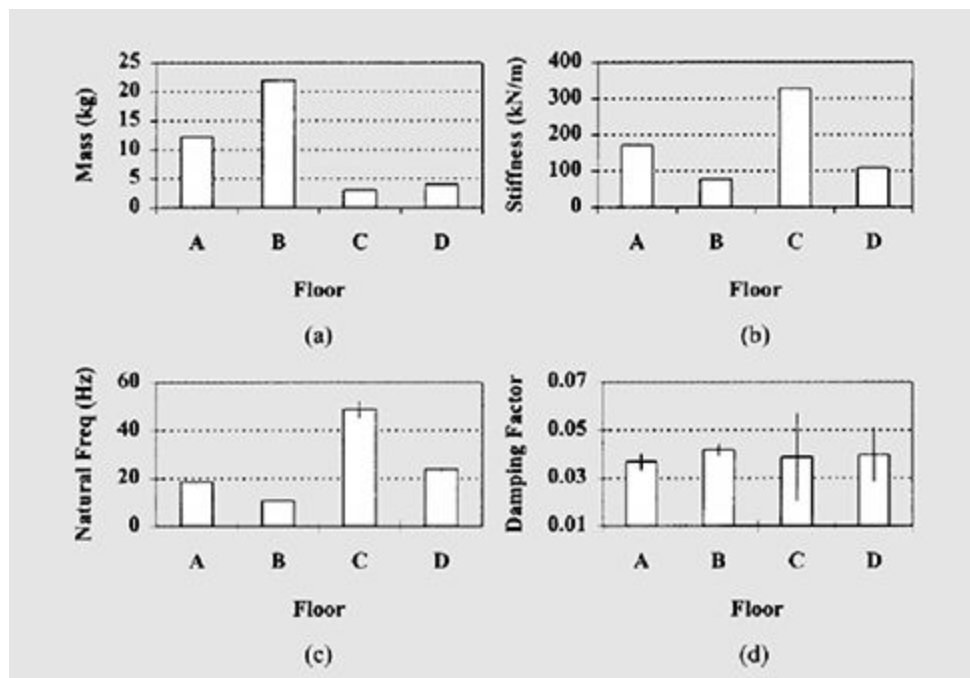 25
20
15
10
5
0
Mass (kg)
A B C D
Floor
(a)
400
300
200
100
0
Stiffness (kN/m)
A B C D
Floor
(b)
60
40
20
0
Natural Freq (Hz)
A B C D
Floor
(c)
0.07
0.05
0.03
0.01
Damping Factor
A B C D
Floor
(d)